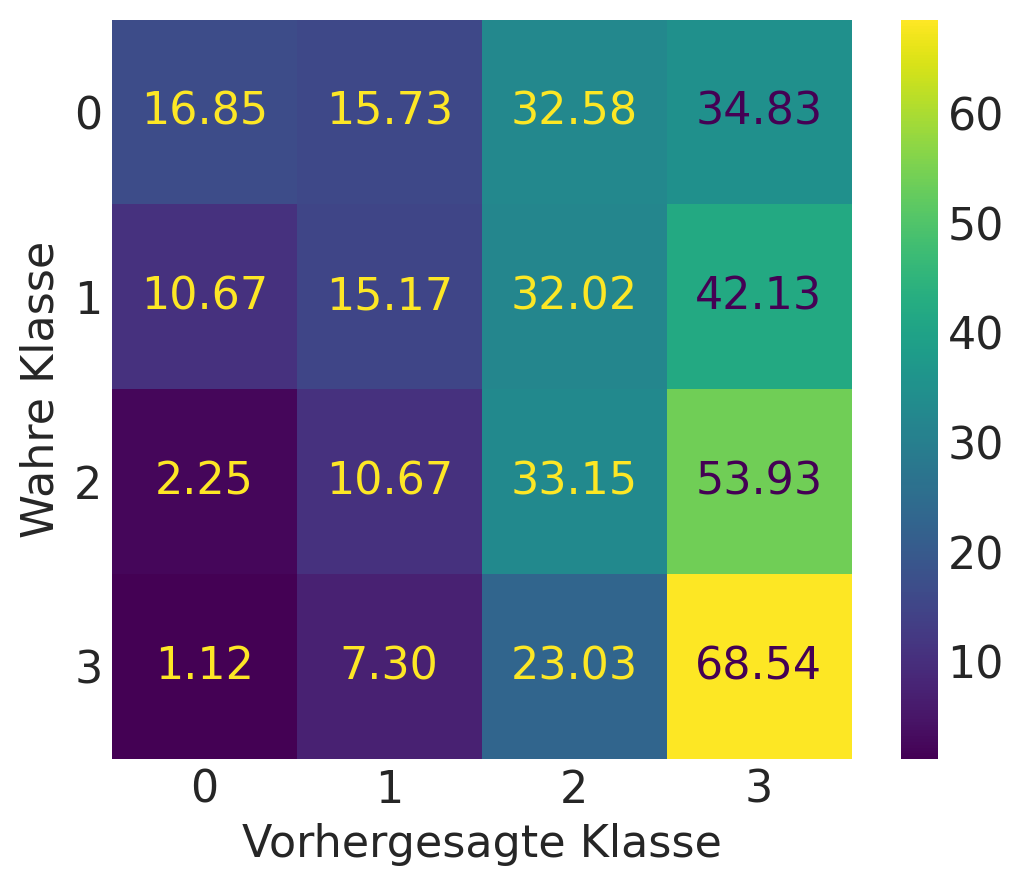 0 16.85 15.73 32.58 34.83
1 10.67 15.17 32.02 42.13
2 2.25 10.67 33.15 53.93
3 1.12 7.30 23.03 68.54
0 1 2 3
Vorhergesagte Klasse
Wahre Klasse
60
50
40
30
20
10